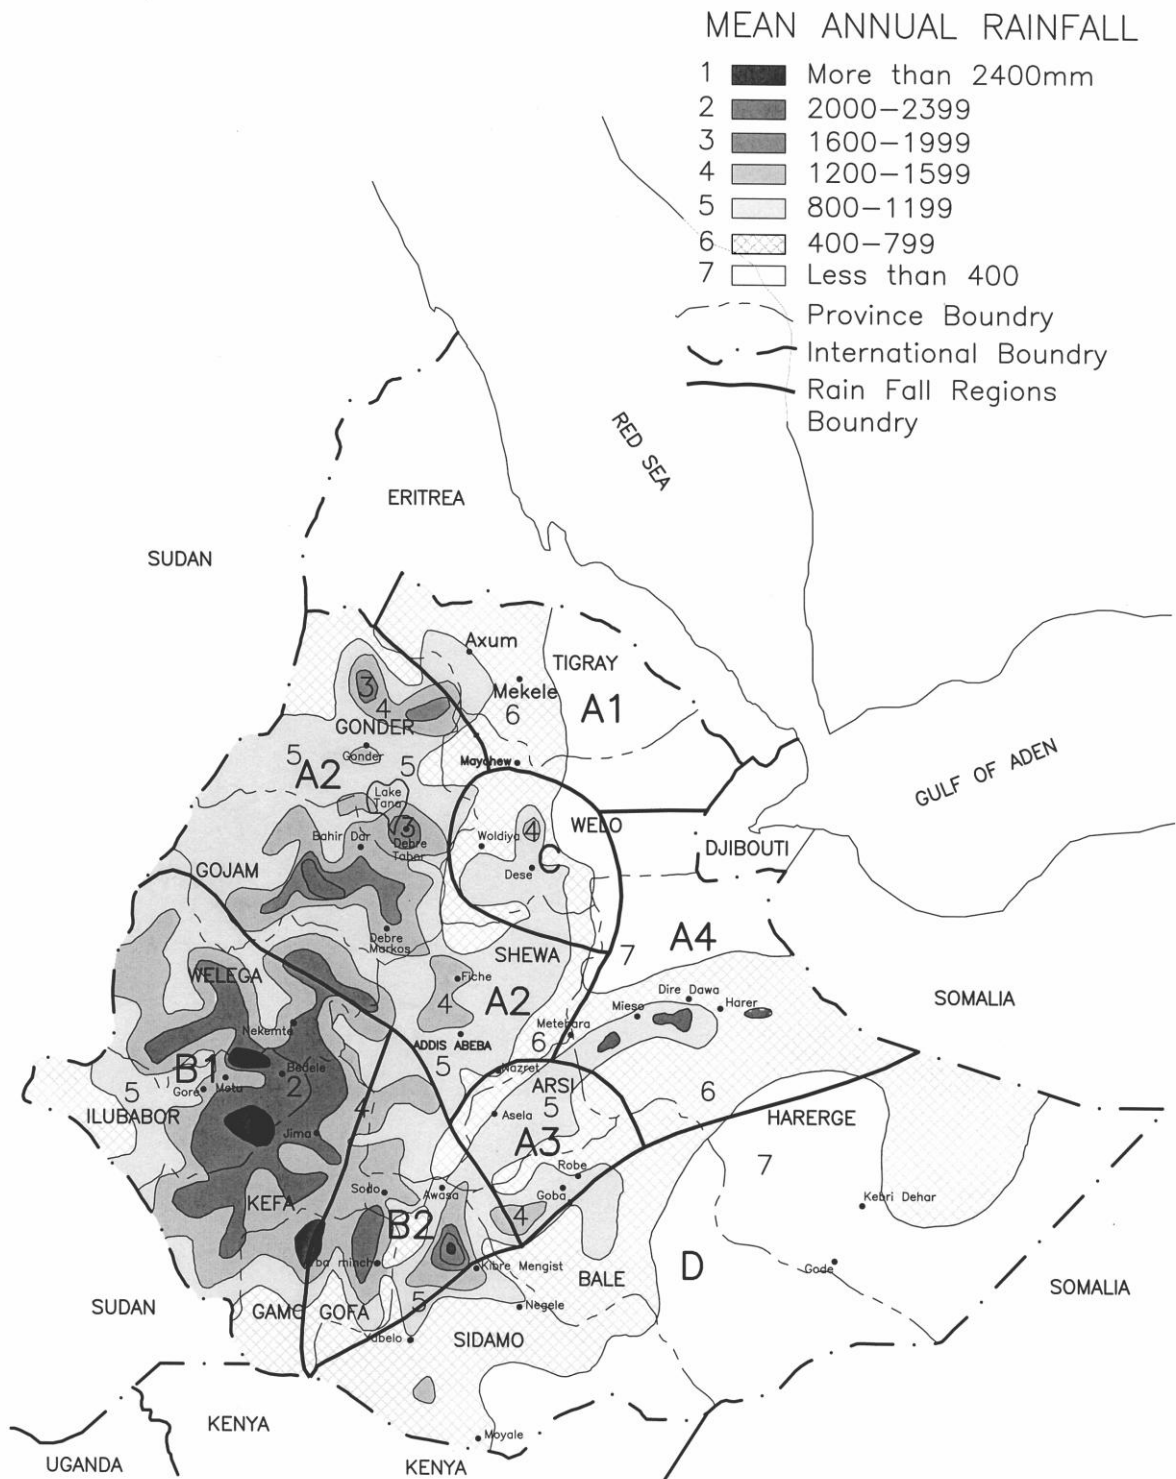 MEAN ANNUAL RAINFALL
1 More than 2400mm
2 2000-2399
3 1600-1999
4 1200-1599
5 800-1199
6 400-799
7 Less than 400
Province Boundry
International Boundry
Rain Fall Regions
Boundry
RED SEA
ERITREA
SUDAN
Axum
TIGRAY
Mekele
3
A1
6
4
GONDER
Gonder
5
5
Maychew
A2
GULF OF ADEN
Lake
Tana
3
4
WELO
Bahir Dar
Debre
Tabor
Woldiya
DJIBOUTI
C
Dese
GOJAM
Debre
Markos
A4
SHEWA
7
WELEGA
Fiche
4
A2
Dire Dawa
Mieso
Harer
SOMALIA
Nekemte
Metehara
ADDIS ABEBA
6
B1
5
Nazret
Bedele
5
Gore
Metu
2
ARSI
6
ILUBABOR
4
5
Asela
HARERGE
Jima
A3
7
Robe
KEFA
Sodo
Awasa
Goba
Kebri Dehar
B2
4
rba minch
Kibre Mengist
D
Gode
BALE
SUDAN
GAMO GOFA
5
Negele
SOMALIA
Yabelo
SIDAMO
KENYA
Moyale
UGANDA
KENYA